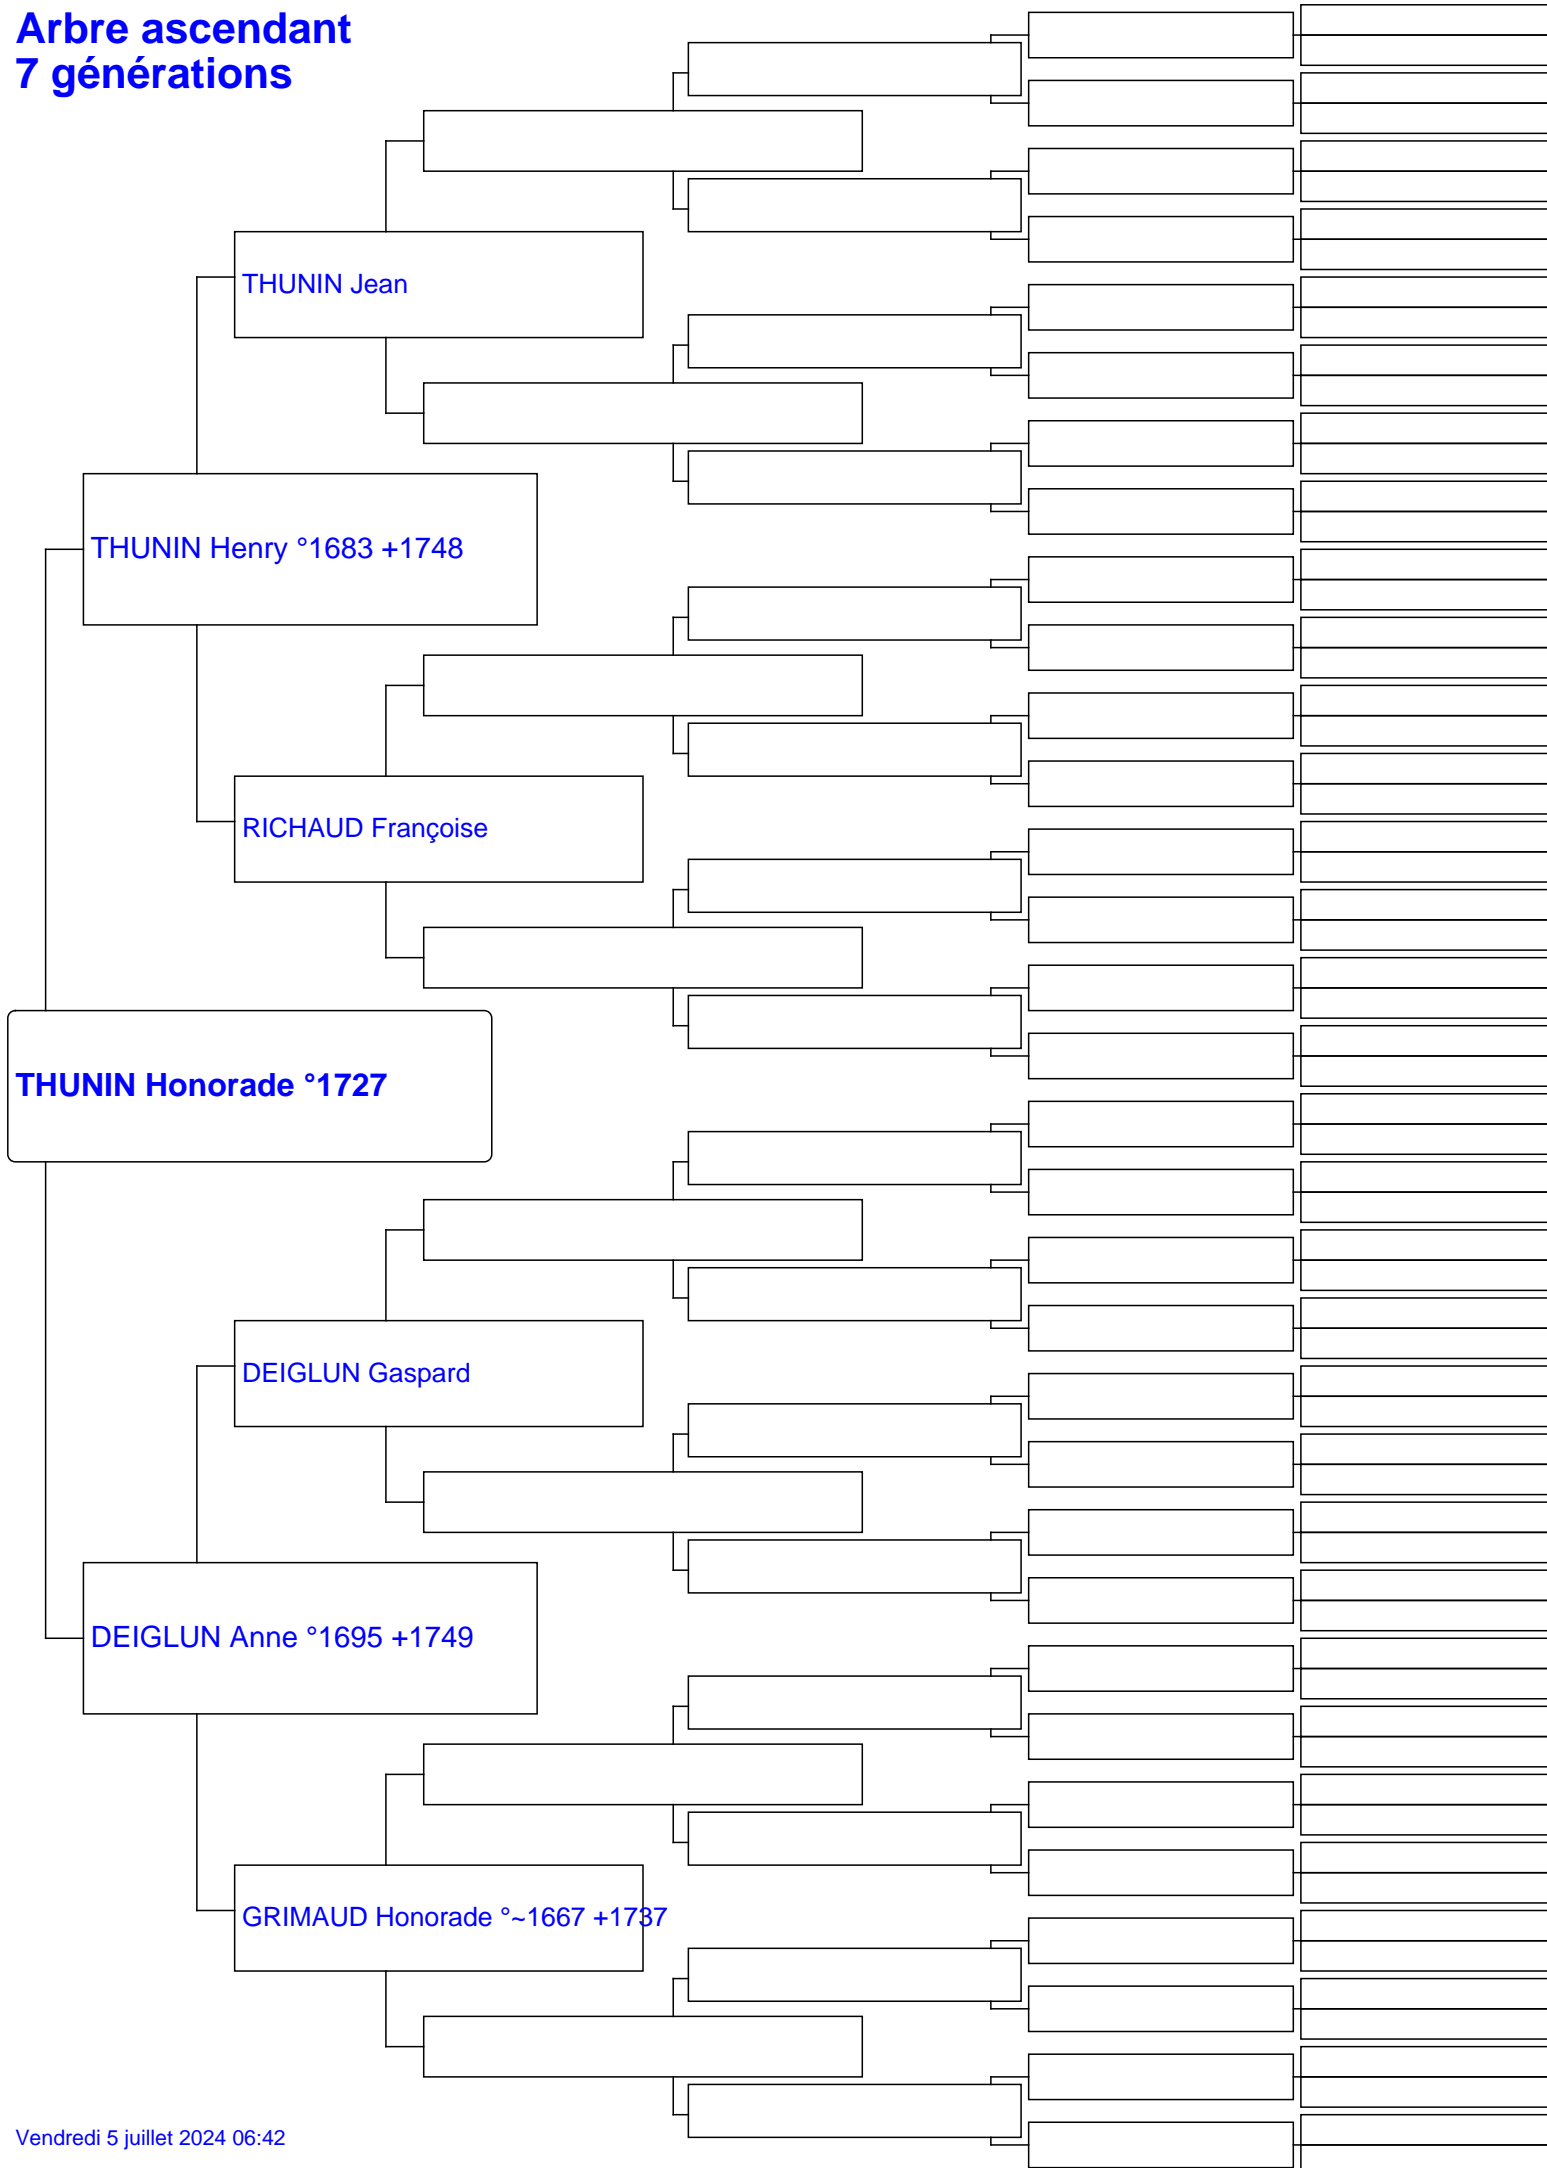 Arbre ascendant
7 générations
THUNIN Jean
THUNIN Henry °1683 +1748
RICHAUD Françoise
THUNIN Honorade °1727
DEIGLUN Gaspard
DEIGLUN Anne °1695 +1749
GRIMAUD Honorade °~1667 +1737
Vendredi 5 juillet 2024 06:42